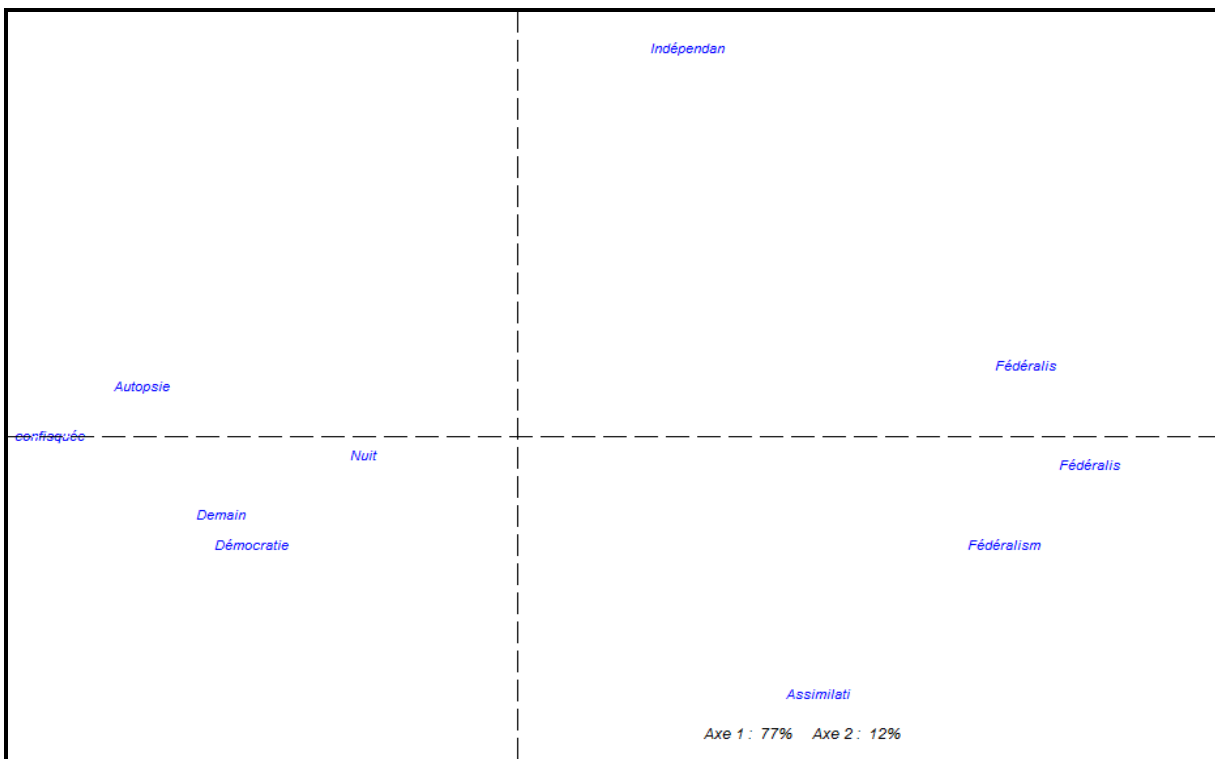 Indépendan
Fédéralis
Autopsie
confisquée
Nuit
Fédéralis
Demain
Démocratie
Fédéralism
Assimilati
Axe 1 : 77% Axe 2 : 12%